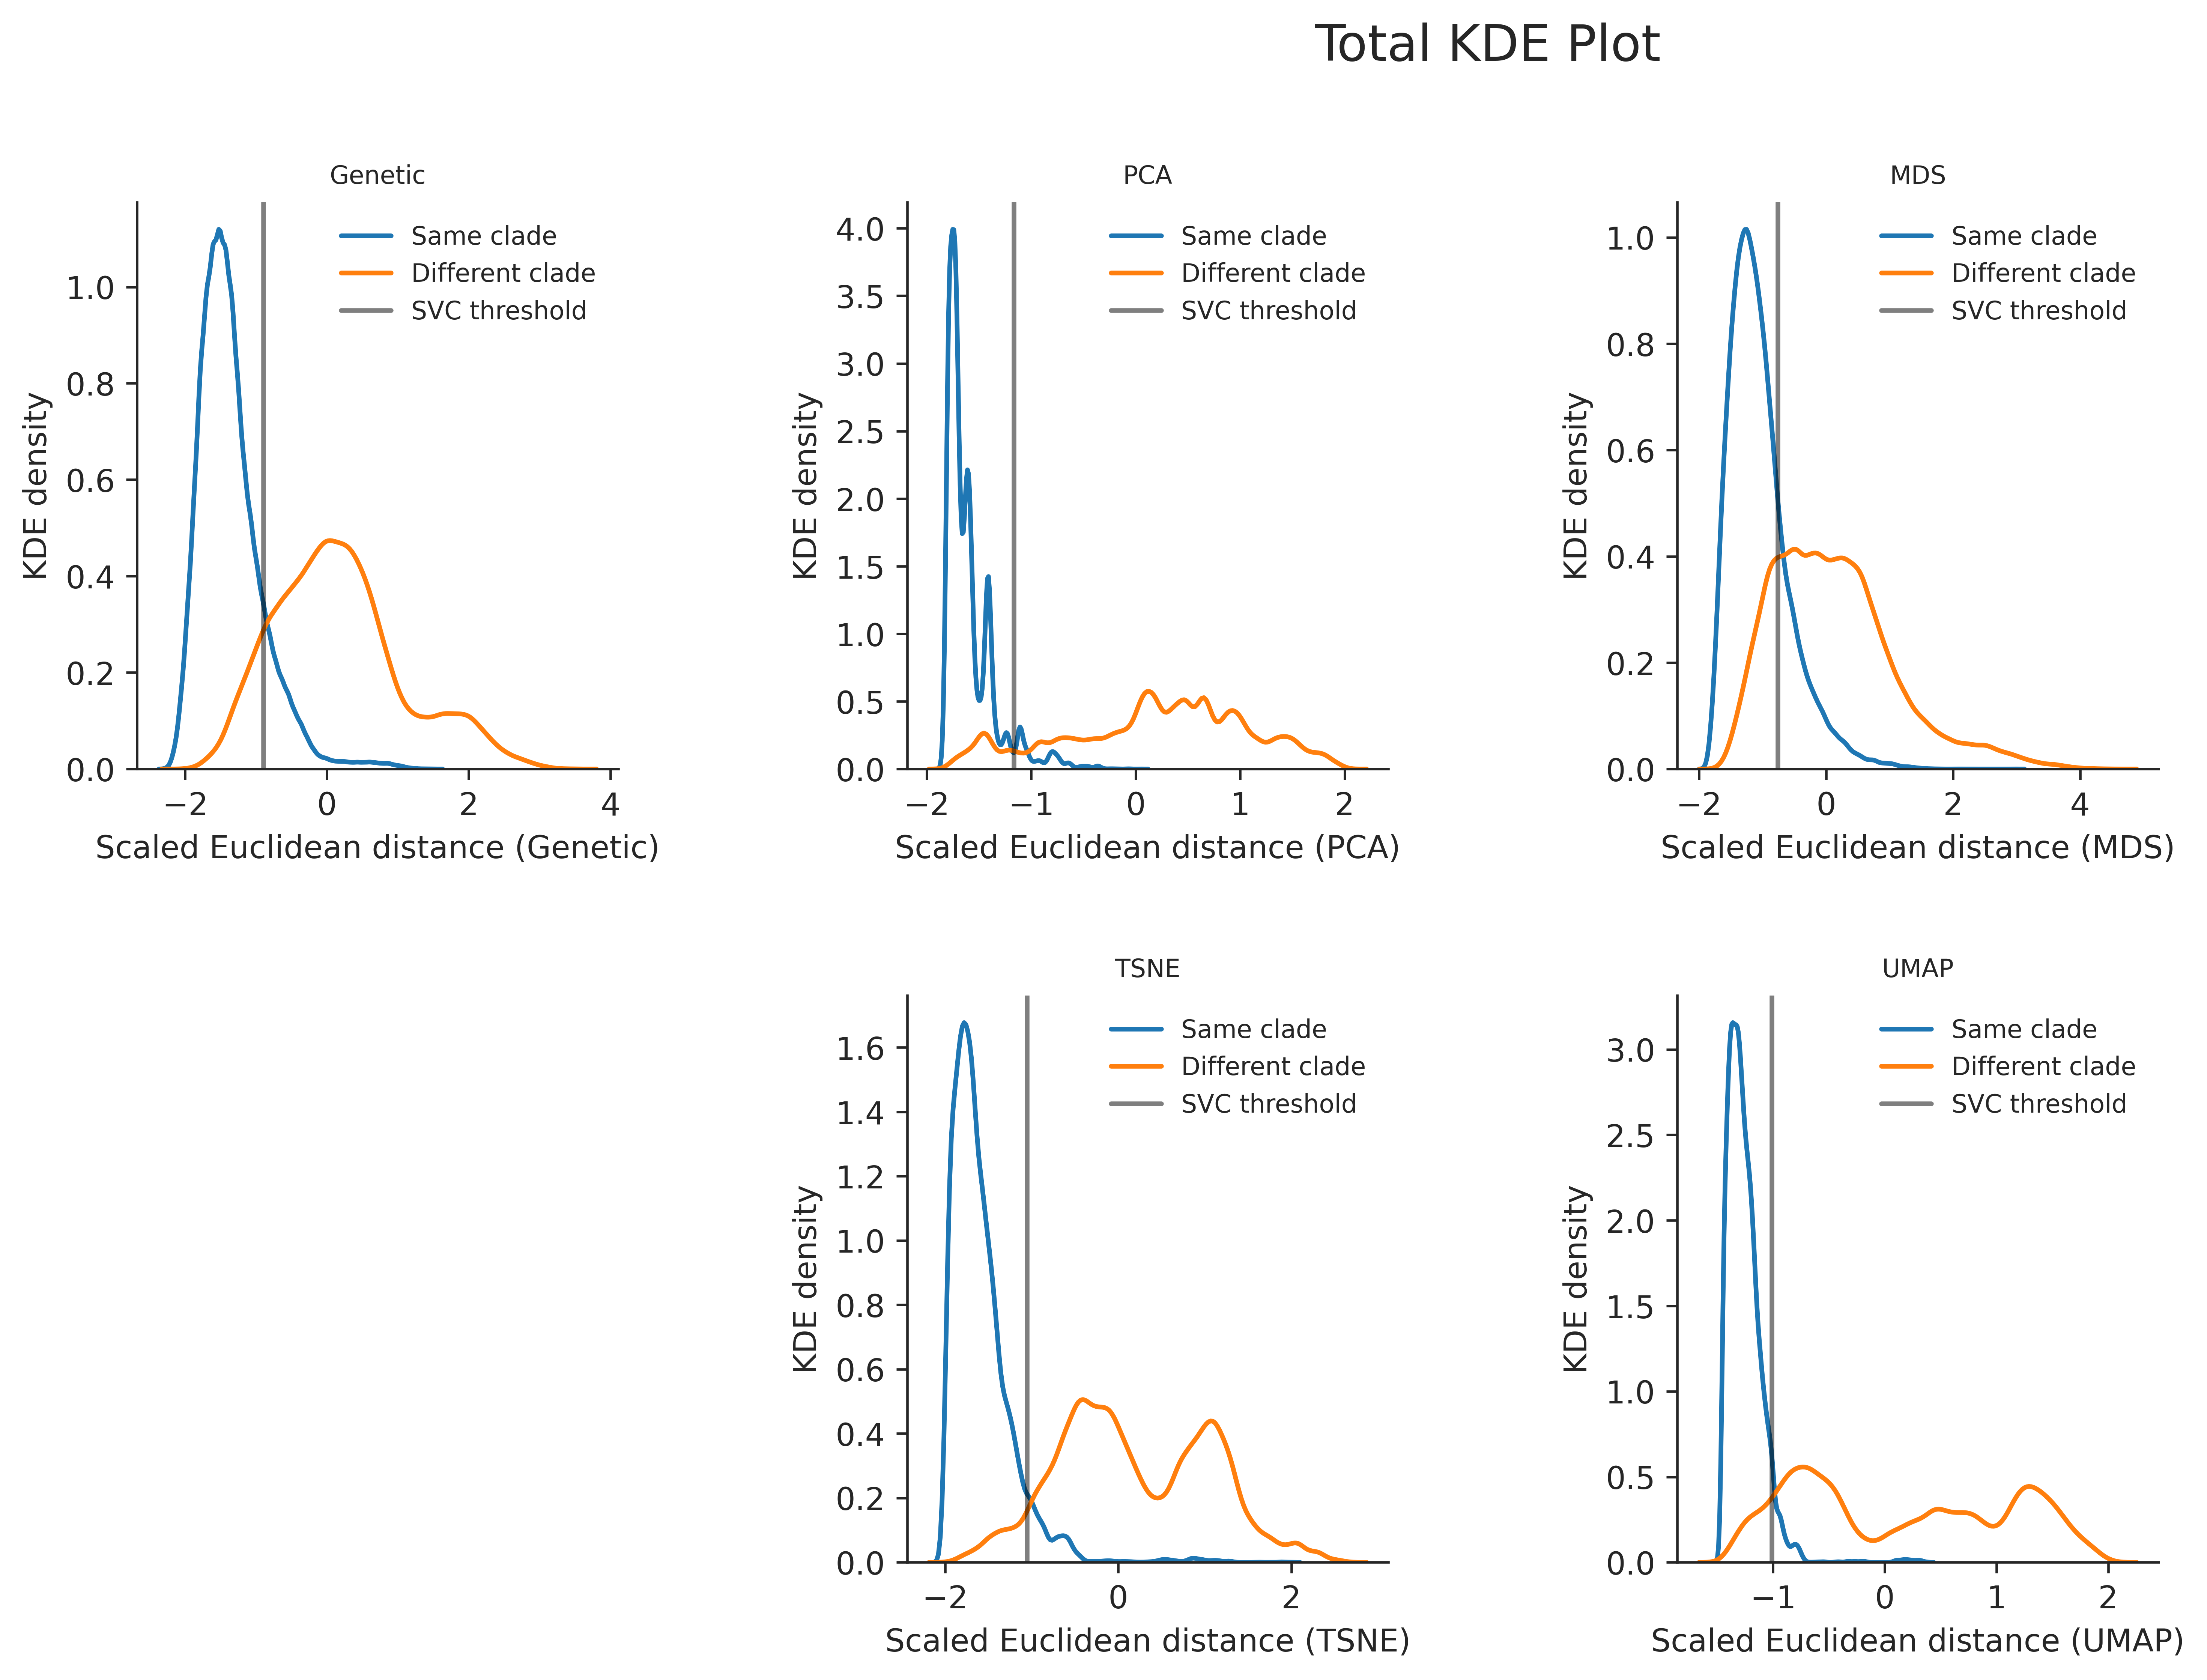 Total KDE Plot
Genetic
KDE density
1.0
0.8
0.6
0.4
0.2
0.0
−2 0 2 4
Scaled Euclidean distance (Genetic)
Same clade
Different clade
SVC threshold
PCA
KDE density
4.0
3.5
3.0
2.5
2.0
1.5
1.0
0.5
0.0
−2 −1 0 1 2
Scaled Euclidean distance (PCA)
Same clade
Different clade
SVC threshold
MDS
KDE density
1.0
0.8
0.6
0.4
0.2
0.0
−2 0 2 4
Scaled Euclidean distance (MDS)
Same clade
Different clade
SVC threshold
TSNE
KDE density
1.6
1.4
1.2
1.0
0.8
0.6
0.4
0.2
0.0
−2 0 2
Scaled Euclidean distance (TSNE)
Same clade
Different clade
SVC threshold
UMAP
KDE density
3.0
2.5
2.0
1.5
1.0
0.5
0.0
−1 0 1 2
Scaled Euclidean distance (UMAP)
Same clade
Different clade
SVC threshold